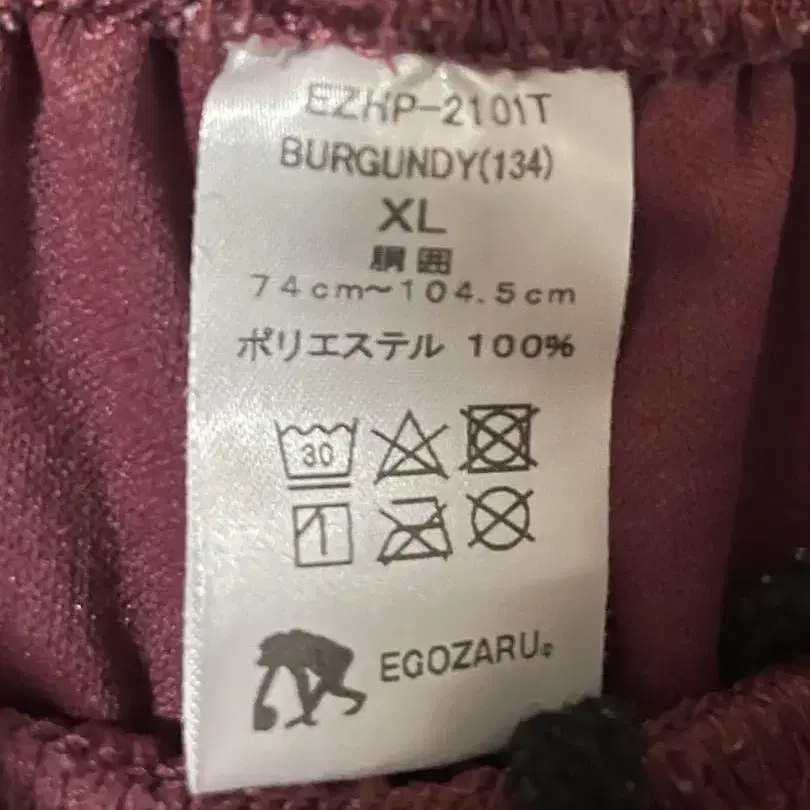 EZHP-2101T
BURGUNDY(134)
XL
胴囲
74cm〜104.5cm
ポリエステル 100%
30
EGOZARU®